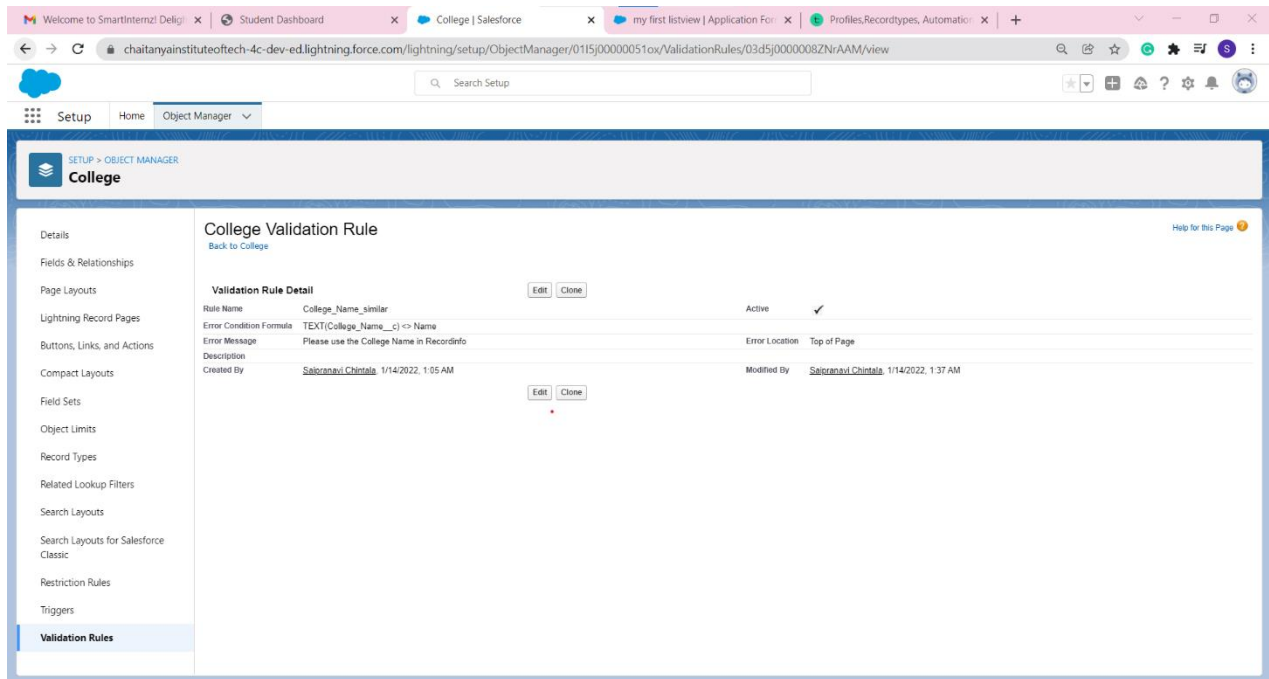 Welcome to SmartInternz! Deligh
Student Dashboard
College | Salesforce
my first listview | Application For
Profiles,Recordtypes, Automation
chaitanyainstituteoftech-4c-dev-ed.lightning.force.com/lightning/setup/ObjectManager/01I5j00000051ox/ValidationRules/03d5j0000008ZNrAAM/view
S
Search Setup
Setup
Home
Object Manager
SETUP > OBJECT MANAGER
College
Details
Fields & Relationships
Page Layouts
Lightning Record Pages
Buttons, Links, and Actions
Compact Layouts
Field Sets
Object Limits
Record Types
Related Lookup Filters
Search Layouts
Search Layouts for Salesforce
Classic
Restriction Rules
Triggers
Validation Rules
College Validation Rule
Back to College
Help for this Page
Validation Rule Detail
Edit Clone
Rule Name College_Name_similar Active ✓
Error Condition Formula TEXT(College_Name__c) <> Name
Error Message Please use the College Name in Recordinfo Error Location Top of Page
Description
Created By Saipranavi Chintala, 1/14/2022, 1:05 AM Modified By Saipranavi Chintala, 1/14/2022, 1:37 AM
Edit Clone